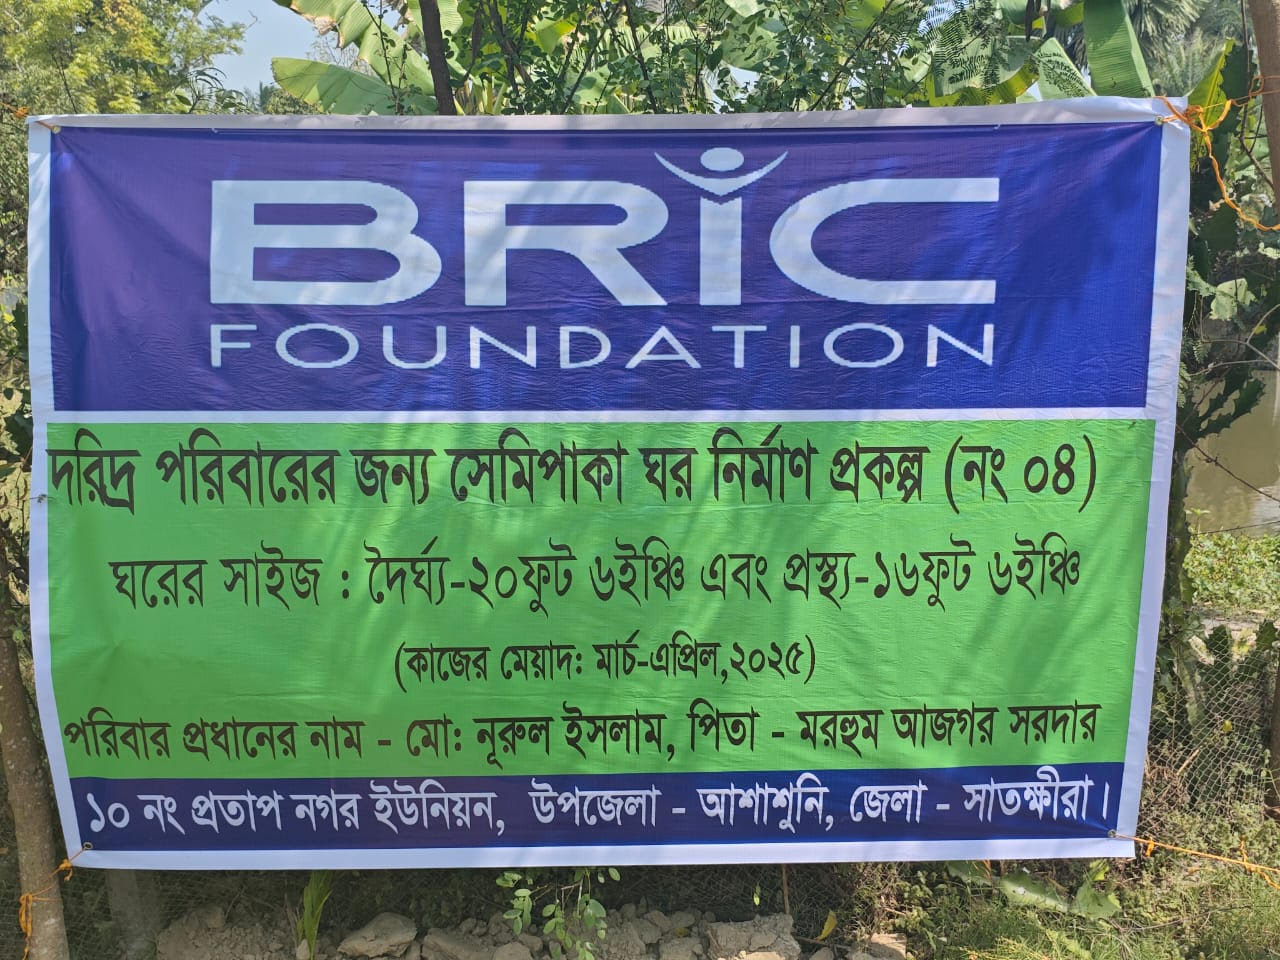 BRIC
FOUNDATION
দরিদ্র পরিবারের জন্য সেমিপাকা ঘর নির্মাণ প্রকল্প (নং ০৪)
ঘরের সাইজ : দৈর্ঘ্য-২০ফুট ৬ইঞ্চি এবং প্রস্থ্য-১৬ফুট ৬ইঞ্চি
(কাজের মেয়াদ: মার্চ-এপ্রিল,২০২৫)
পরিবার প্রধানের নাম - মো: নূরুল ইসলাম, পিতা - মরহুম আজগর সরদার
১০ নং প্রতাপ নগর ইউনিয়ন, উপজেলা - আশাশুনি, জেলা - সাতক্ষীরা।